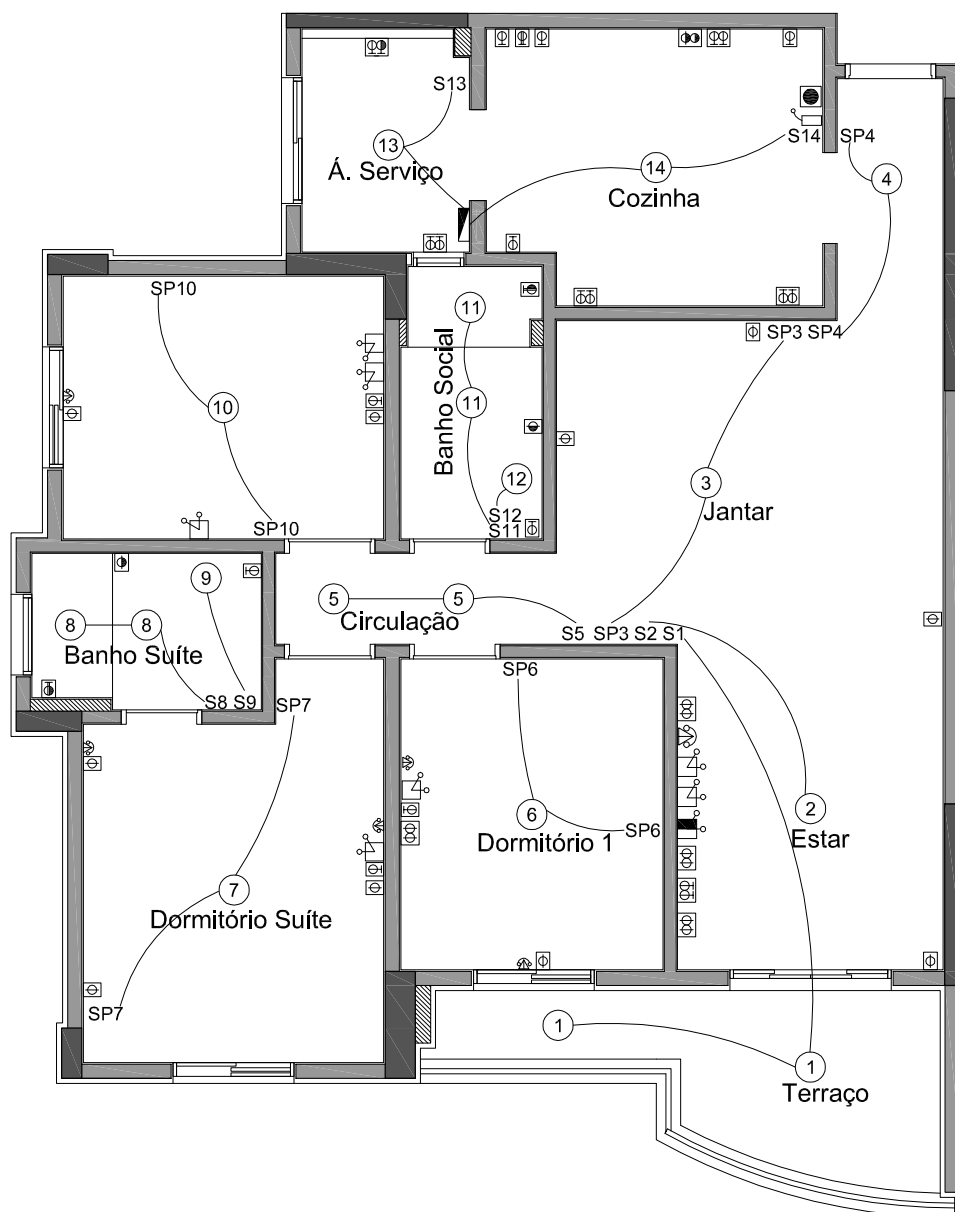 S13
13
Á. Serviço
S14 SP4
14
Cozinha
4
SP10
11
SP3 SP4
10
11
Banho Social
12
3
Jantar
S12
S11
SP10
9
5
5
Circulação
8
8
Banho Suíte
S5 SP3 S2 S1
S8 S9
SP7
SP6
2
Estar
6
SP6
Dormitório 1
7
Dormitório Suíte
SP7
1
1
Terraço